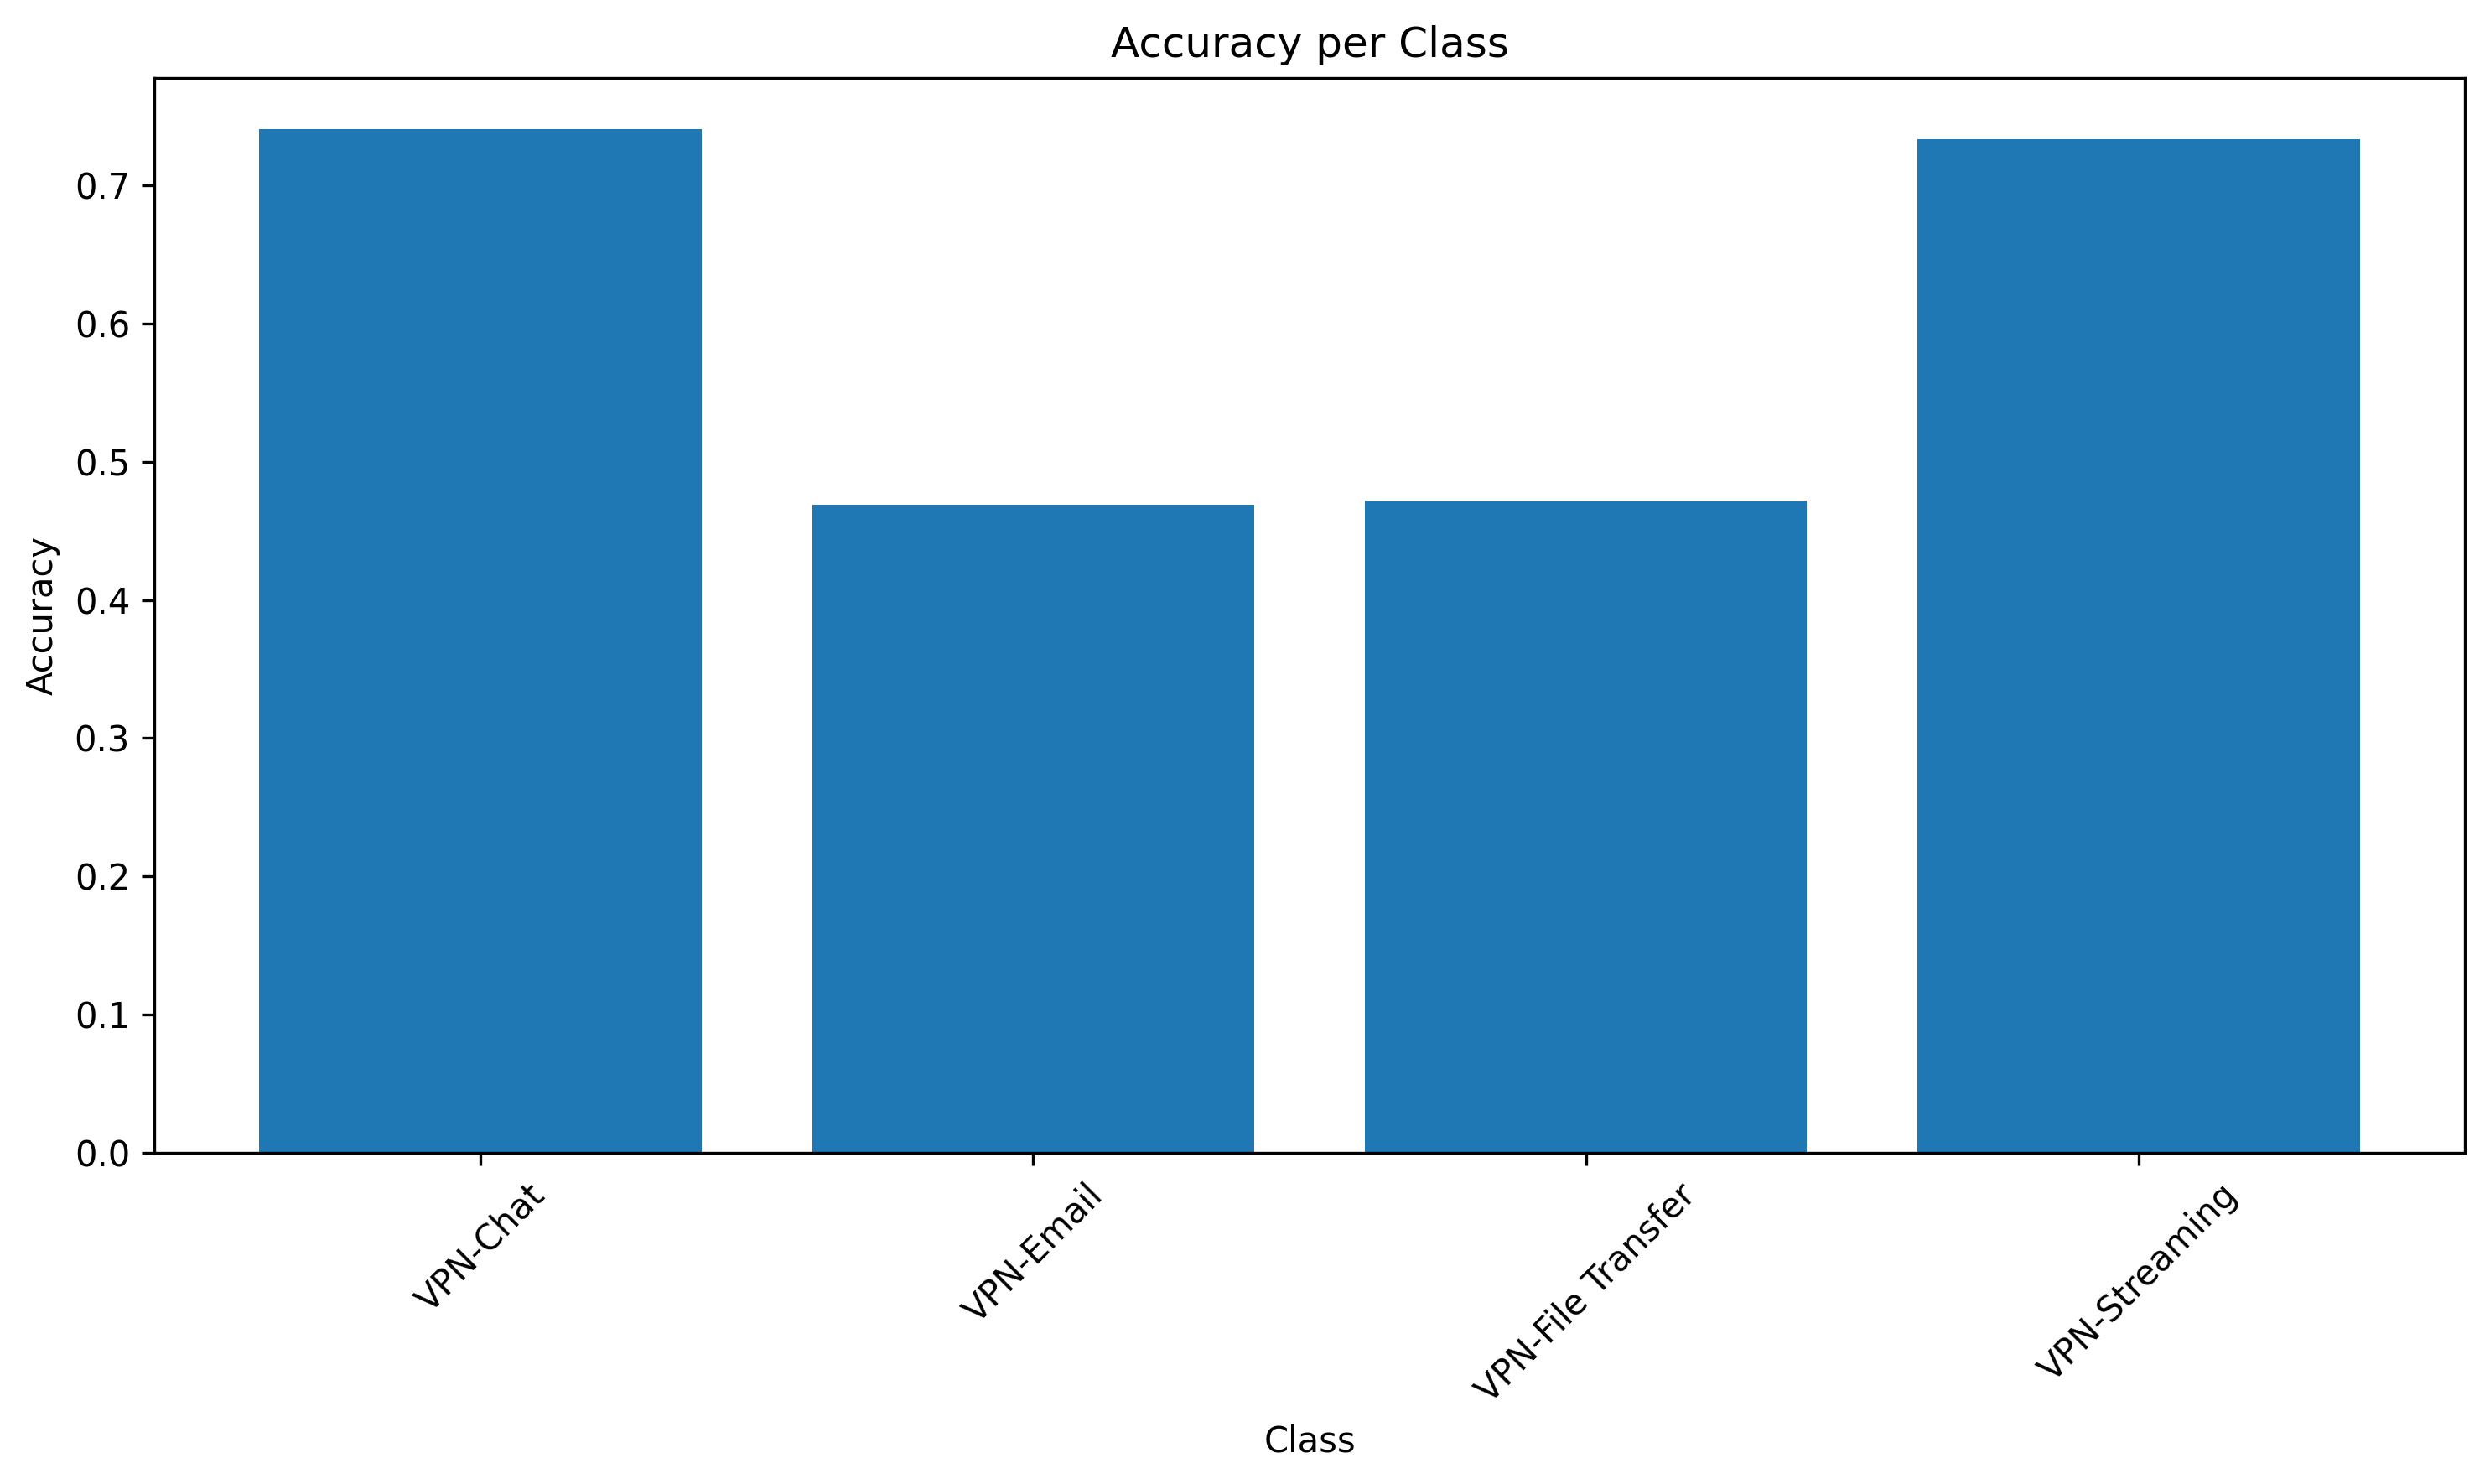 Accuracy per Class
Accuracy
0.7
0.6
0.5
0.4
0.3
0.2
0.1
0.0
VPN-Chat
VPN-Email
VPN-File Transfer
VPN-Streaming
Class